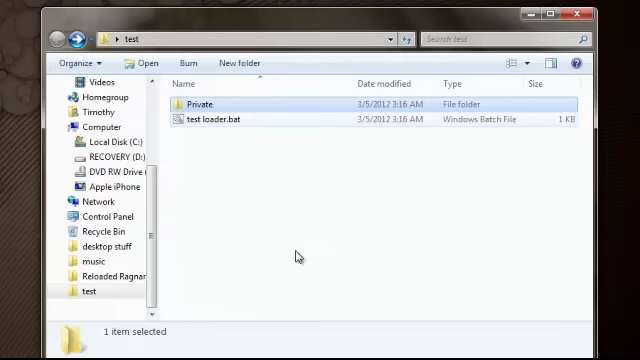 test
Search test
Organize Open Burn New folder
Name Date modified Type Size
Private 3/5/2012 3:16 AM File folder
test loader.bat 3/5/2012 3:16 AM Windows Batch File 1 KB
Videos
Homegroup
Timothy
Computer
Local Disk (C:)
RECOVERY (D:)
DVD RW Drive (
Apple iPhone
Network
Control Panel
Recycle Bin
desktop stuff
music
Reloaded Ragnar
test
1 item selected